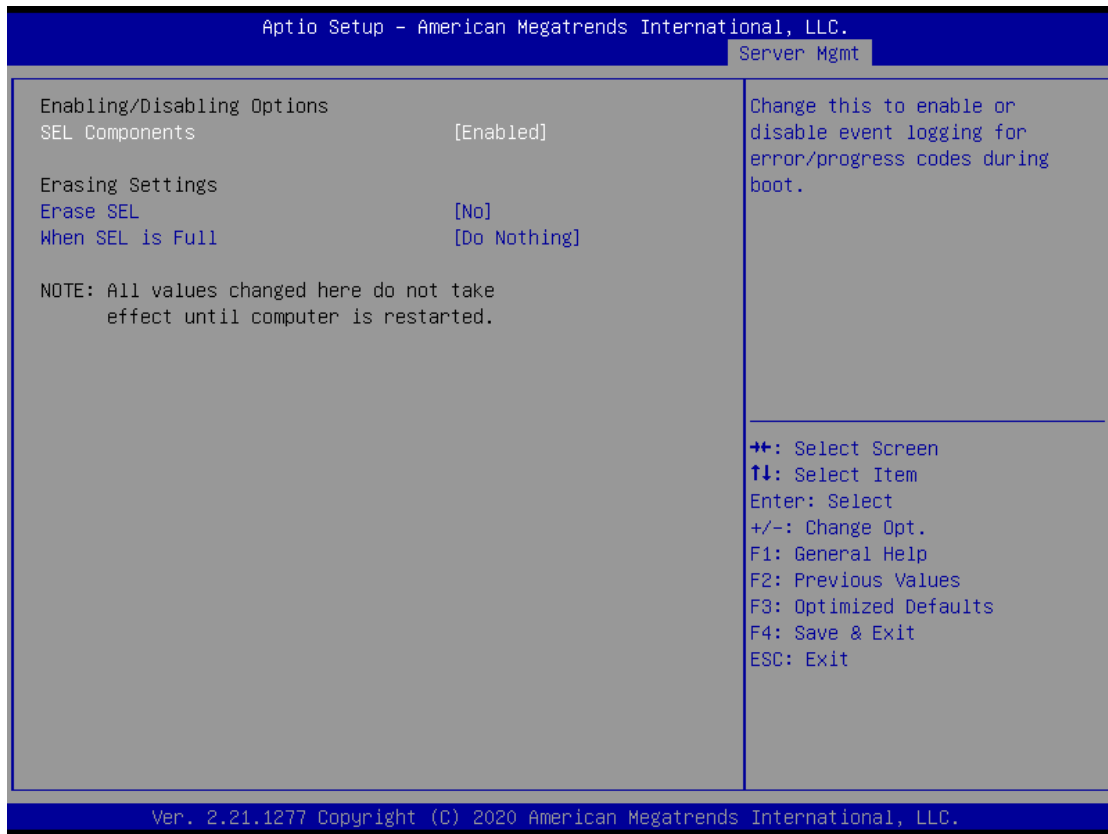 Aptio Setup – American Megatrends International, LLC.
Server Mgmt
Enabling/Disabling Options
SEL Components [Enabled]
Erasing Settings
Erase SEL [No]
When SEL is Full [Do Nothing]
NOTE: All values changed here do not take
effect until computer is restarted.
Change this to enable or
disable event logging for
error/progress codes during
boot.
→←: Select Screen
↑↓: Select Item
Enter: Select
+/-: Change Opt.
F1: General Help
F2: Previous Values
F3: Optimized Defaults
F4: Save & Exit
ESC: Exit
Ver. 2.21.1277 Copyright (C) 2020 American Megatrends International, LLC.